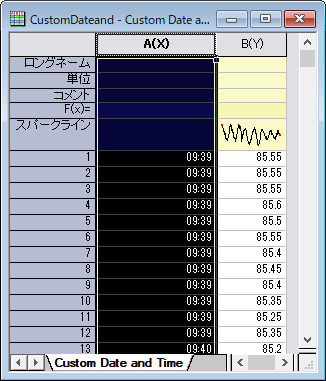 CustomDateand - Custom Date a...
A(X) B(Y)
ロングネーム
単位
コメント
F(x)=
スパークライン
1 09:39 85.55
2 09:39 85.55
3 09:39 85.55
4 09:39 85.6
5 09:39 85.5
6 09:39 85.55
7 09:39 85.4
8 09:39 85.45
9 09:39 85.4
10 09:39 85.35
11 09:39 85.25
12 09:39 85.35
13 09:40 85.2
Custom Date and Time